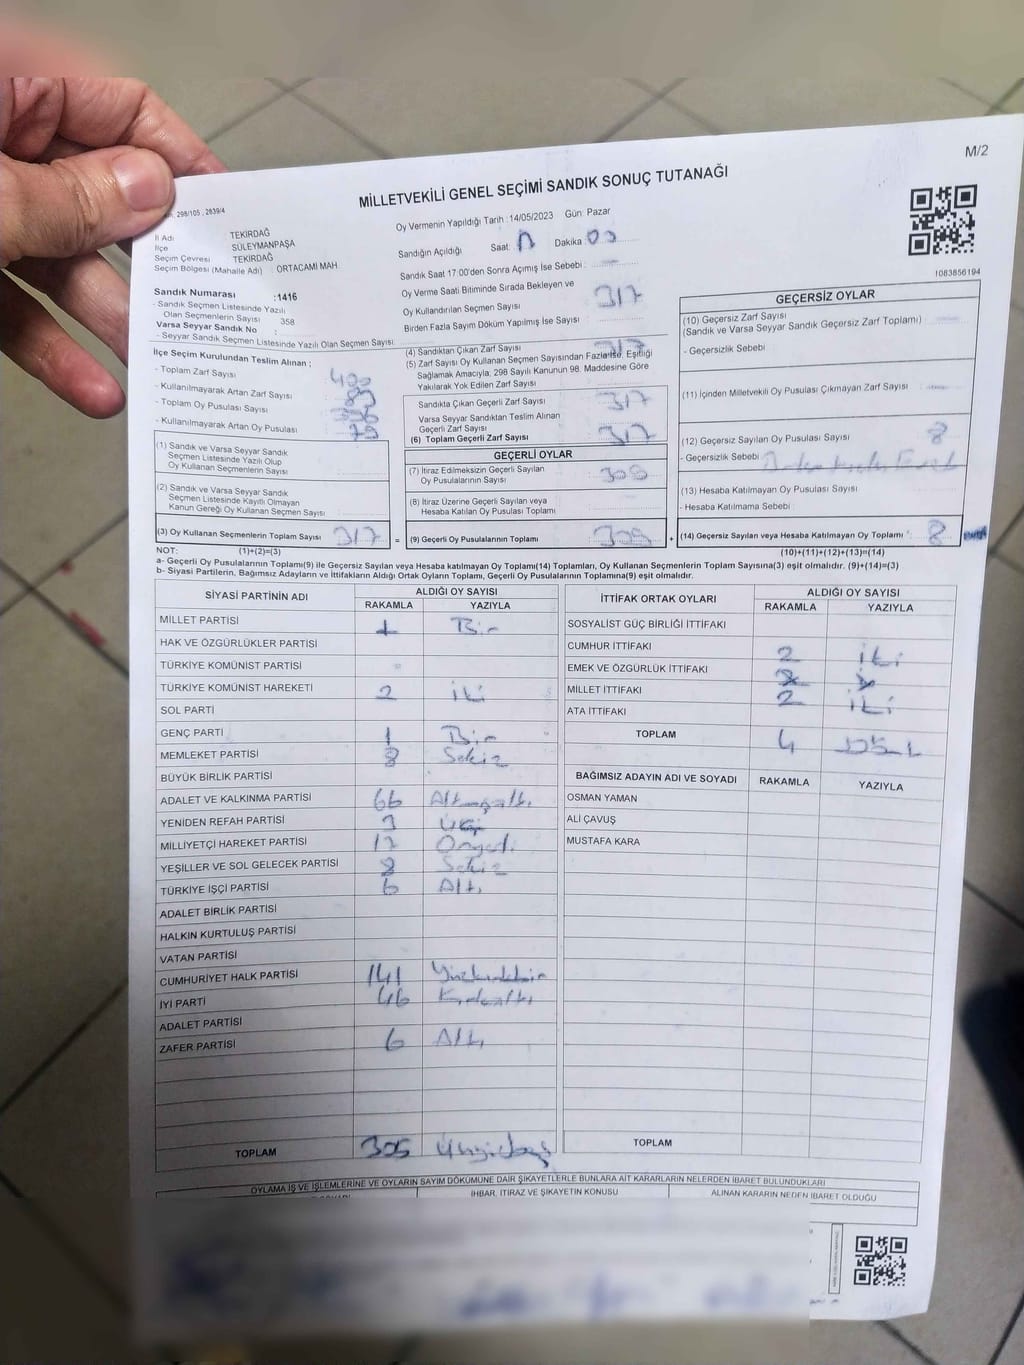 M/2
MİLLETVEKİLİ GENEL SEÇİMİ SANDIK SONUÇ TUTANAĞI
298/105 , 2839/4
İl Adı : TEKİRDAĞ
İlçe SÜLEYMANPAŞA
Seçim Çevresi TEKİRDAĞ
Seçim Bölgesi (Mahalle Adı) : ORTACAMİ MAH.
Sandık Numarası :1416
- Sandık Seçmen Listesinde Yazılı
Olan Seçmenlerin Sayısı 358
Varsa Seyyar Sandık No :
- Seyyar Sandık Seçmen Listesinde Yazılı Olan Seçmen Sayısı
Oy Vermenin Yapıldığı Tarih :14/05/2023 Gün: Pazar
Sandığın Açıldığı Saat: Dakika: 00
Sandık Saat 17:00'den Sonra Açımış İse Sebebi :
Oy Verme Saati Bitiminde Sırada Bekleyen ve
Oy Kullandırılan Seçmen Sayısı 317
Birden Fazla Sayım Döküm Yapılmış İse Sayısı
1083856194
İlçe Seçim Kurulundan Teslim Alınan ;
- Toplam Zarf Sayısı 400
- Kullanılmayarak Artan Zarf Sayısı 83
- Toplam Oy Pusulası Sayısı
- Kullanılmayarak Artan Oy Pusulası 79
(1) Sandık ve Varsa Seyyar Sandık
Seçmen Listesinde Yazılı Olup
Oy Kullanan Seçmenlerin Sayısı
(2) Sandık ve Varsa Seyyar Sandık
Seçmen Listesinde Kayıtlı Olmayan
Kanun Gereği Oy Kullanan Seçmen Sayısı
(3) Oy Kullanan Seçmenlerin Toplam Sayısı 317 =
(4) Sandıktan Çıkan Zarf Sayısı 317
(5) Zarf Sayısı Oy Kullanan Seçmen Sayısından Fazla İse, Eşitliği
Sağlamak Amacıyla, 298 Sayılı Kanunun 98. Maddesine Göre
Yakılarak Yok Edilen Zarf Sayısı
Sandıkta Çıkan Geçerli Zarf Sayısı 317
Varsa Seyyar Sandıktan Teslim Alınan
Geçerli Zarf Sayısı
(6) Toplam Geçerli Zarf Sayısı 317
GEÇERLİ OYLAR
(7) İtiraz Edilmeksizin Geçerli Sayılan
Oy Pusulalarının Sayısı 309
(8) İtiraz Üzerine Geçerli Sayılan veya
Hesaba Katılan Oy Pusulası Toplamı
(9) Geçerli Oy Pusulalarının Toplamı 309 +
GEÇERSİZ OYLAR
(10) Geçersiz Zarf Sayısı
(Sandık ve Varsa Seyyar Sandık Geçersiz Zarf Toplamı)
- Geçersizlik Sebebi
(11) İçinden Milletvekili Oy Pusulası Çıkmayan Zarf Sayısı
(12) Geçersiz Sayılan Oy Pusulası Sayısı 8
- Geçersizlik Sebebi
(13) Hesaba Katılmayan Oy Pusulası Sayısı
- Hesaba Katılmama Sebebi
(14) Geçersiz Sayılan veya Hesaba Katılmayan Oy Toplamı : 8
NOT: (1)+(2)=(3) (10)+(11)+(12)+(13)=(14)
a- Geçerli Oy Pusulalarının Toplamı(9) ile Geçersiz Sayılan veya Hesaba katılmayan Oy Toplamı(14) Toplamları, Oy Kullanan Seçmenlerin Toplam Sayısına(3) eşit olmalıdır. (9)+(14)=(3)
b- Siyasi Partilerin, Bağımsız Adayların ve İttifakların Aldığı Ortak Oyların Toplamı, Geçerli Oy Pusulalarının Toplamına(9) eşit olmalıdır.
SİYASİ PARTİNİN ADI ALDIĞI OY SAYISI
RAKAMLA YAZIYLA
MİLLET PARTİSİ 1 Bir
HAK VE ÖZGÜRLÜKLER PARTİSİ
TÜRKİYE KOMÜNİST PARTİSİ
TÜRKİYE KOMÜNİST HAREKETİ 2 iki
SOL PARTİ
GENÇ PARTİ 1 Bir
MEMLEKET PARTİSİ 8 Sekiz
BÜYÜK BİRLİK PARTİSİ
ADALET VE KALKINMA PARTİSİ 66 Altmışaltı
YENİDEN REFAH PARTİSİ 3 Üç
MİLLİYETÇİ HAREKET PARTİSİ 17 Onyedi
YEŞİLLER VE SOL GELECEK PARTİSİ 8 Sekiz
TÜRKİYE İŞÇİ PARTİSİ 6 Altı
ADALET BİRLİK PARTİSİ
HALKIN KURTULUŞ PARTİSİ
VATAN PARTİSİ
CUMHURİYET HALK PARTİSİ 141 Yüzkırkbir
İYİ PARTİ 46 Kırkaltı
ADALET PARTİSİ
ZAFER PARTİSİ 6 Altı
TOPLAM 305 Üçyüzbeş
İTTİFAK ORTAK OYLARI ALDIĞI OY SAYISI
RAKAMLA YAZIYLA
SOSYALİST GÜÇ BİRLİĞİ İTTİFAKI
CUMHUR İTTİFAKI 2 iki
EMEK VE ÖZGÜRLÜK İTTİFAKI
MİLLET İTTİFAKI 2 iki
ATA İTTİFAKI
TOPLAM 4 Dört
BAĞIMSIZ ADAYIN ADI VE SOYADI RAKAMLA YAZIYLA
OSMAN YAMAN
ALİ ÇAVUŞ
MUSTAFA KARA
TOPLAM
OYLAMA İŞ VE İŞLEMLERİNE VE OYLARIN SAYIM DÖKÜMÜNE DAİR ŞİKAYETLERLE BUNLARA AİT KARARLARIN NELERDEN İBARET BULUNDUKLARI
İHBAR, İTİRAZ VE ŞİKAYETİN KONUSU ALINAN KARARIN NEDEN İBARET OLDUĞU